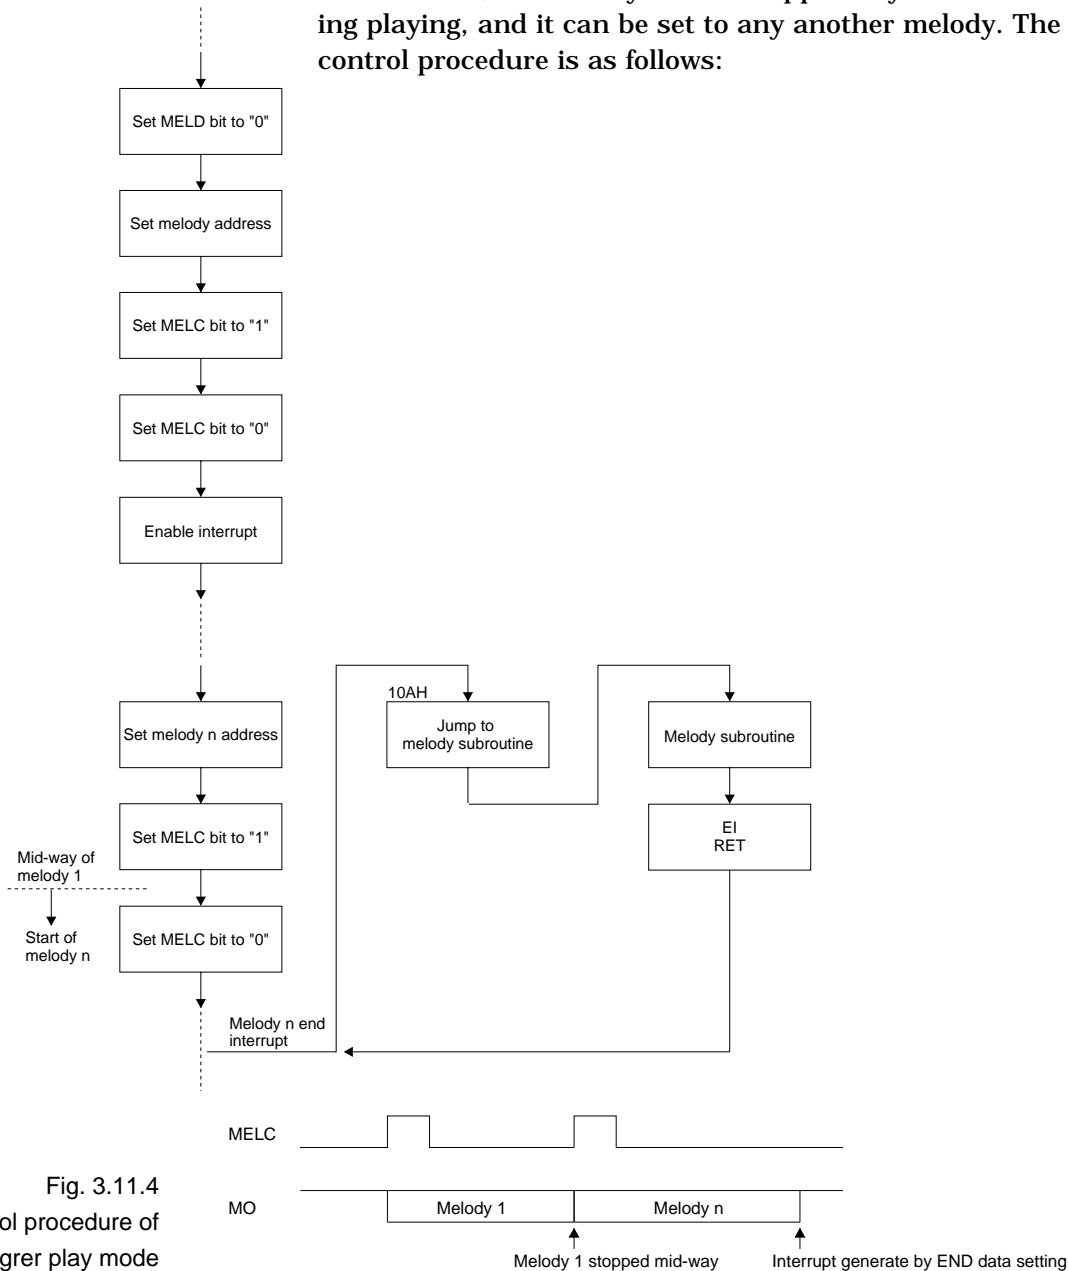 ing playing, and it can be set to any another melody. The
control procedure is as follows:
Set MELD bit to "0"
Set melody address
Set MELC bit to "1"
Set MELC bit to "0"
Enable interrupt
Set melody n address
10AH
Jump to
melody subroutine
Melody subroutine
Set MELC bit to "1"
EI
RET
Mid-way of
melody 1
Start of
melody n
Set MELC bit to "0"
Melody n end
interrupt
MELC
MO
Melody 1
Melody n
Melody 1 stopped mid-way
Interrupt generate by END data setting
Fig. 3.11.4
ol procedure of
grer play mode